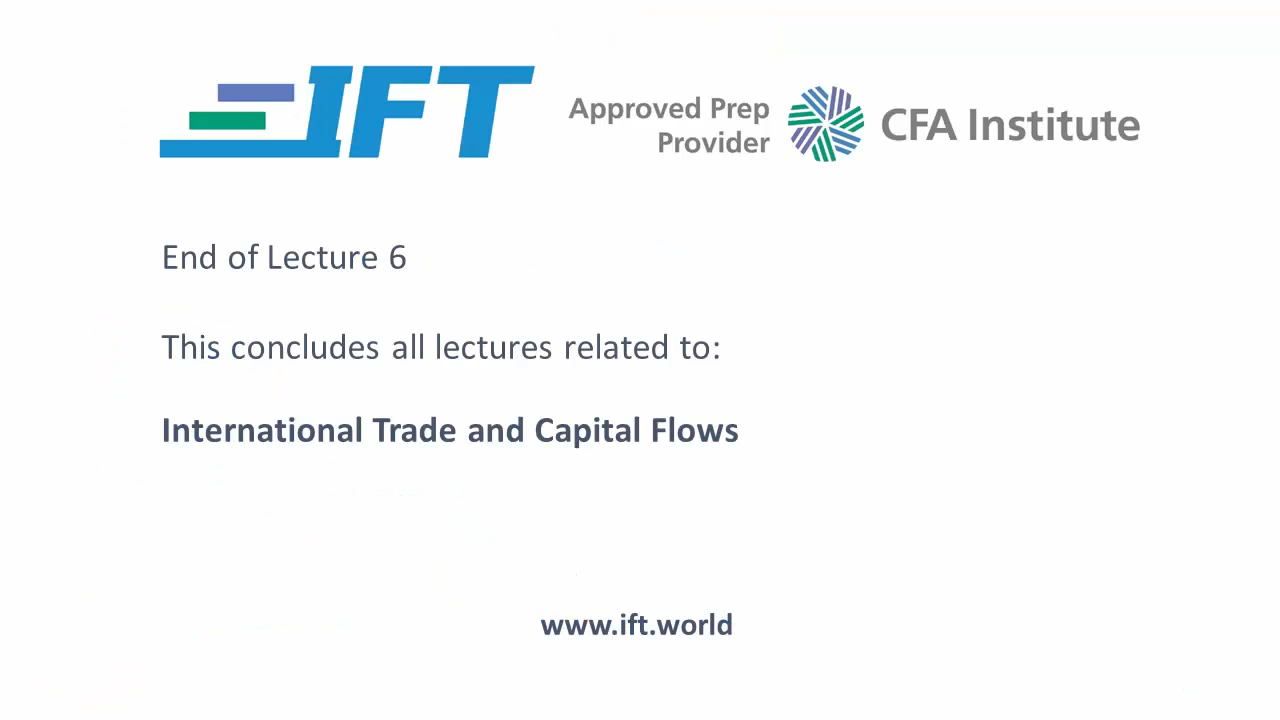 IFT
Approved Prep
Provider
CFA Institute
End of Lecture 6
This concludes all lectures related to:
International Trade and Capital Flows
www.ift.world